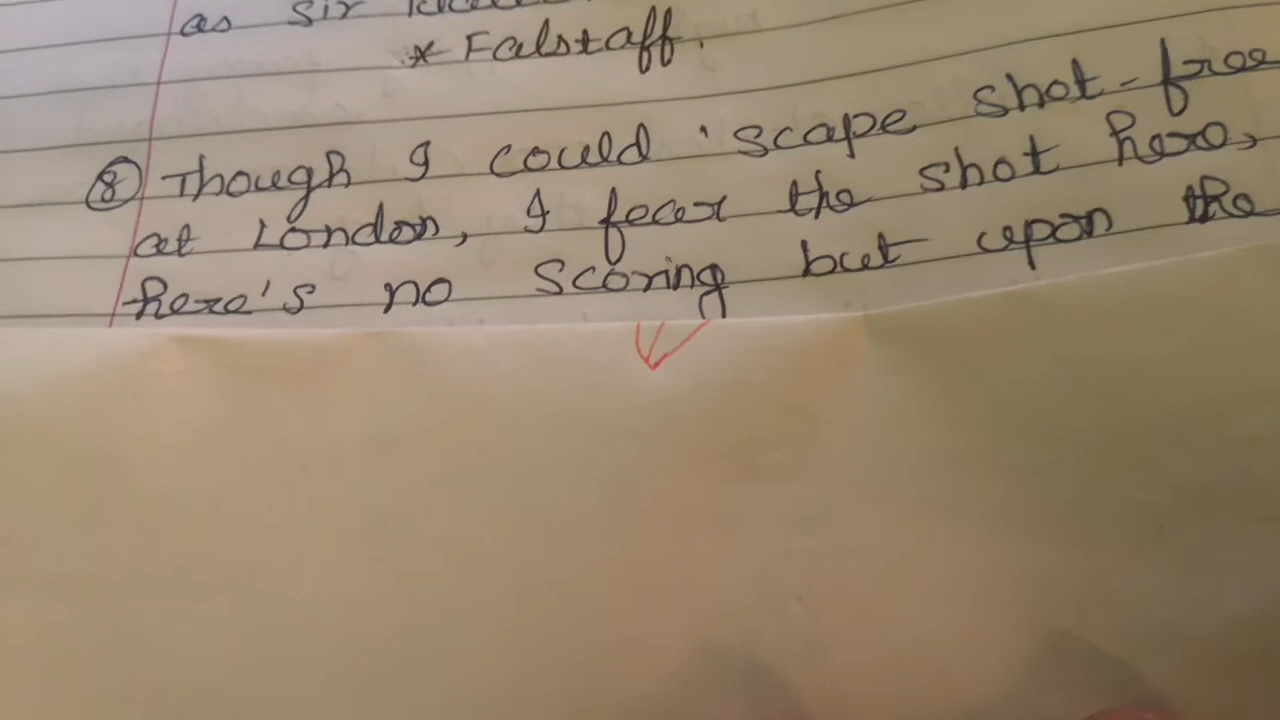 as Sir
* Falstaff.
⑧ Though I could 'scape shot-free
at London, I fear the shot here,
here's no scoring but upon the